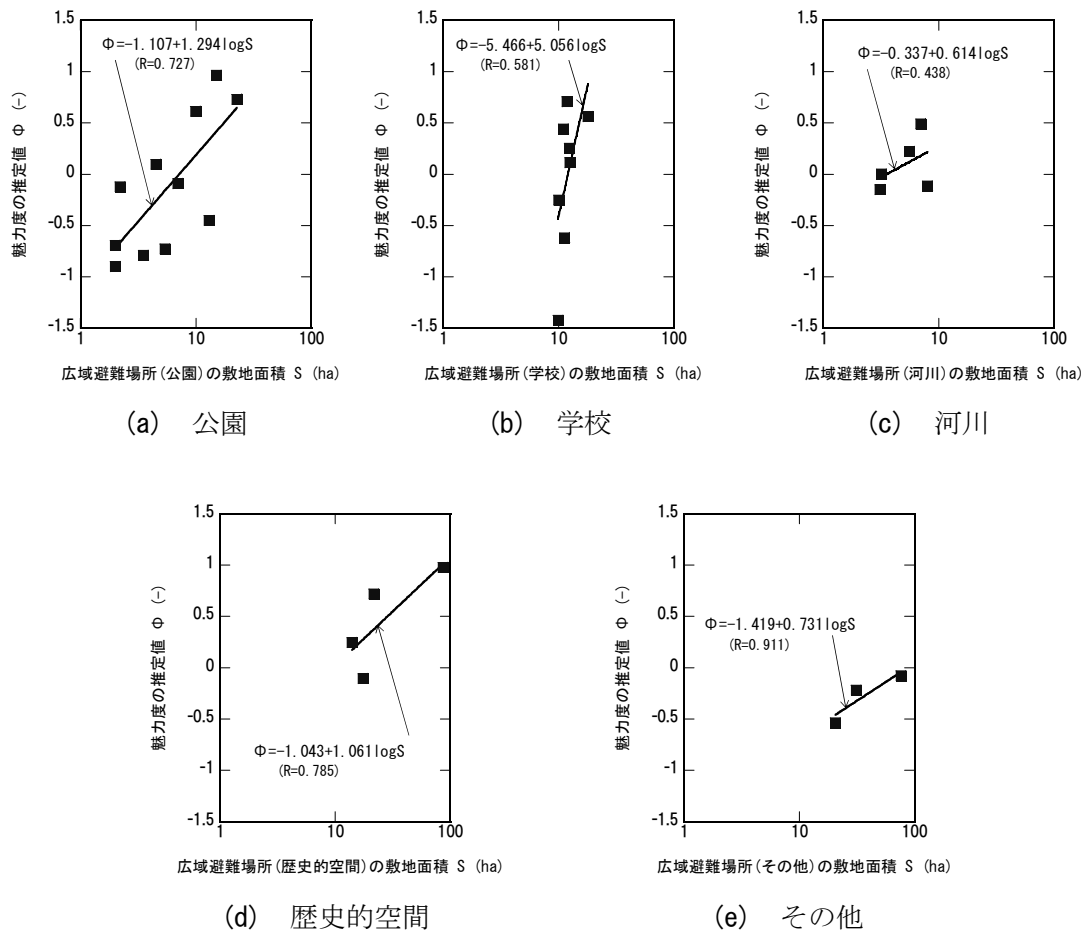 1.5
1
0.5
0
-0.5
-1
-1.5
1
10
100
魅力度の推定値 Φ (-)
Φ=-1.107+1.294logS
(R=0.727)
広域避難場所(公園)の敷地面積 S (ha)
(a) 公園
1.5
1
0.5
0
-0.5
-1
-1.5
1
10
100
魅力度の推定値 Φ (-)
Φ=-5.466+5.056logS
(R=0.581)
広域避難場所(学校)の敷地面積 S (ha)
(b) 学校
1.5
1
0.5
0
-0.5
-1
-1.5
1
10
100
魅力度の推定値 Φ (-)
Φ=-0.337+0.614logS
(R=0.438)
広域避難場所(河川)の敷地面積 S (ha)
(c) 河川
1.5
1
0.5
0
-0.5
-1
-1.5
1
10
100
魅力度の推定値 Φ (-)
Φ=-1.043+1.061logS
(R=0.785)
広域避難場所(歴史的空間)の敷地面積 S (ha)
(d) 歴史的空間
1.5
1
0.5
0
-0.5
-1
-1.5
1
10
100
魅力度の推定値 Φ (-)
Φ=-1.419+0.731logS
(R=0.911)
広域避難場所(その他)の敷地面積 S (ha)
(e) その他